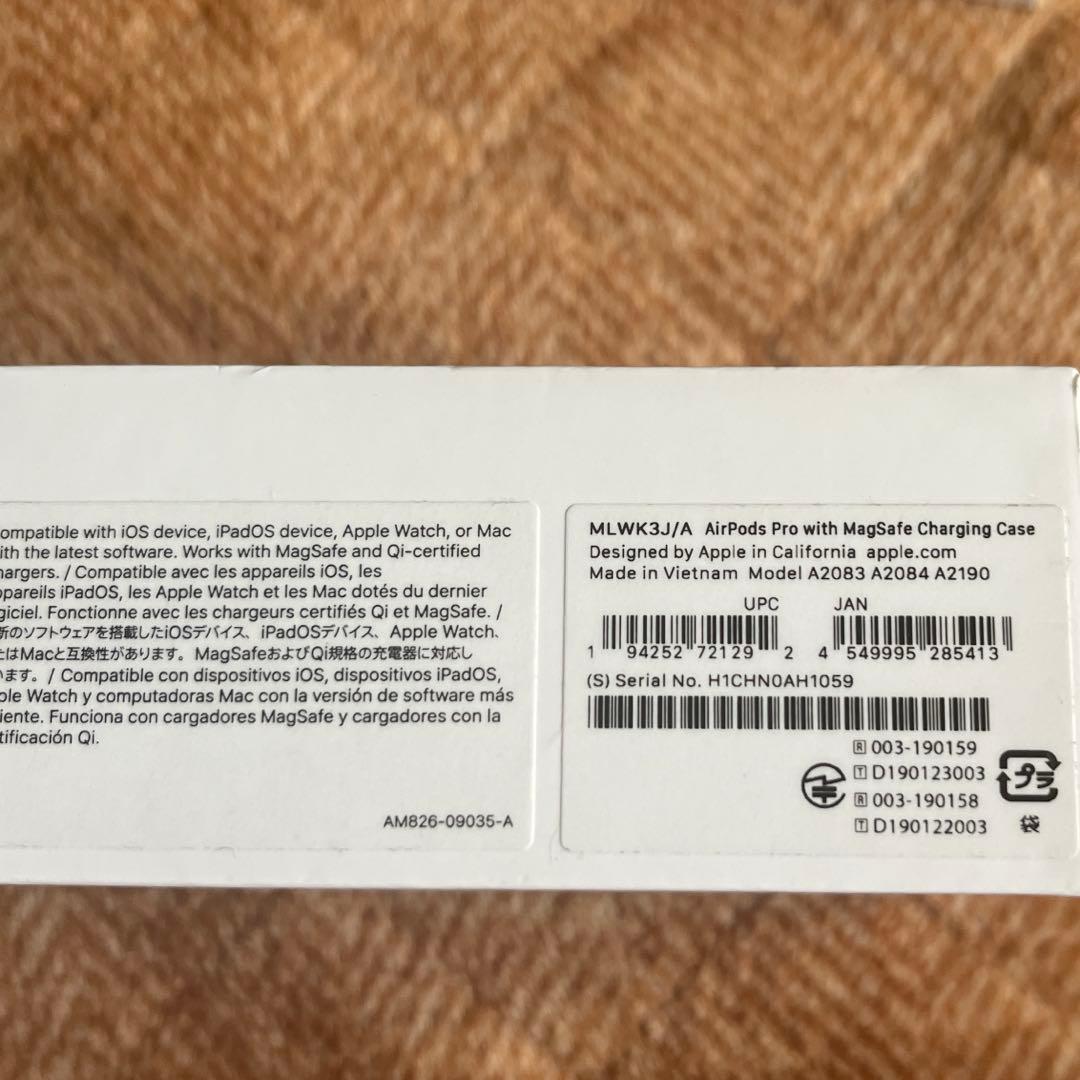 ompatible with iOS device, iPadOS device, Apple Watch, or Mac
ith the latest software. Works with MagSafe and Qi-certified
hargers. / Compatible avec les appareils iOS, les
ppareils iPadOS, les Apple Watch et les Mac dotés du dernier
giciel. Fonctionne avec les chargeurs certifiés Qi et MagSafe. /
新のソフトウェアを搭載したiOSデバイス、iPadOSデバイス、Apple Watch、
たはMacと互換性があります。MagSafeおよびQi規格の充電器に対応し
います。/ Compatible con dispositivos iOS, dispositivos iPadOS,
ple Watch y computadoras Mac con la versión de software más
iente. Funciona con cargadores MagSafe y cargadores con la
tificación Qi.
AM826-09035-A
MLWK3J/A AirPods Pro with MagSafe Charging Case
Designed by Apple in California apple.com
Made in Vietnam Model A2083 A2084 A2190
UPC JAN
1 94252 72129 2 4 549995 285413
(S) Serial No. H1CHN0AH1059
R 003-190159
T D190123003
R 003-190158
T D190122003
プラ
袋